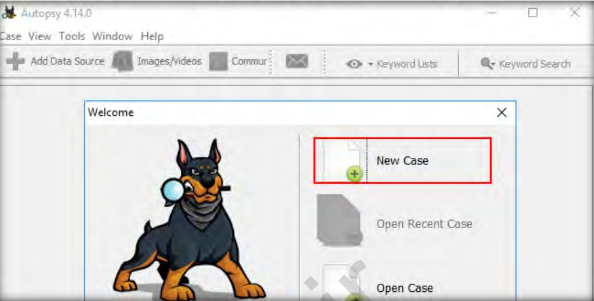 Autopsy 4.14.0
Case View Tools Window Help
Add Data Source Images/Videos Commur Keyword Lists Keyword Search
Welcome
New Case
Open Recent Case
Open Case